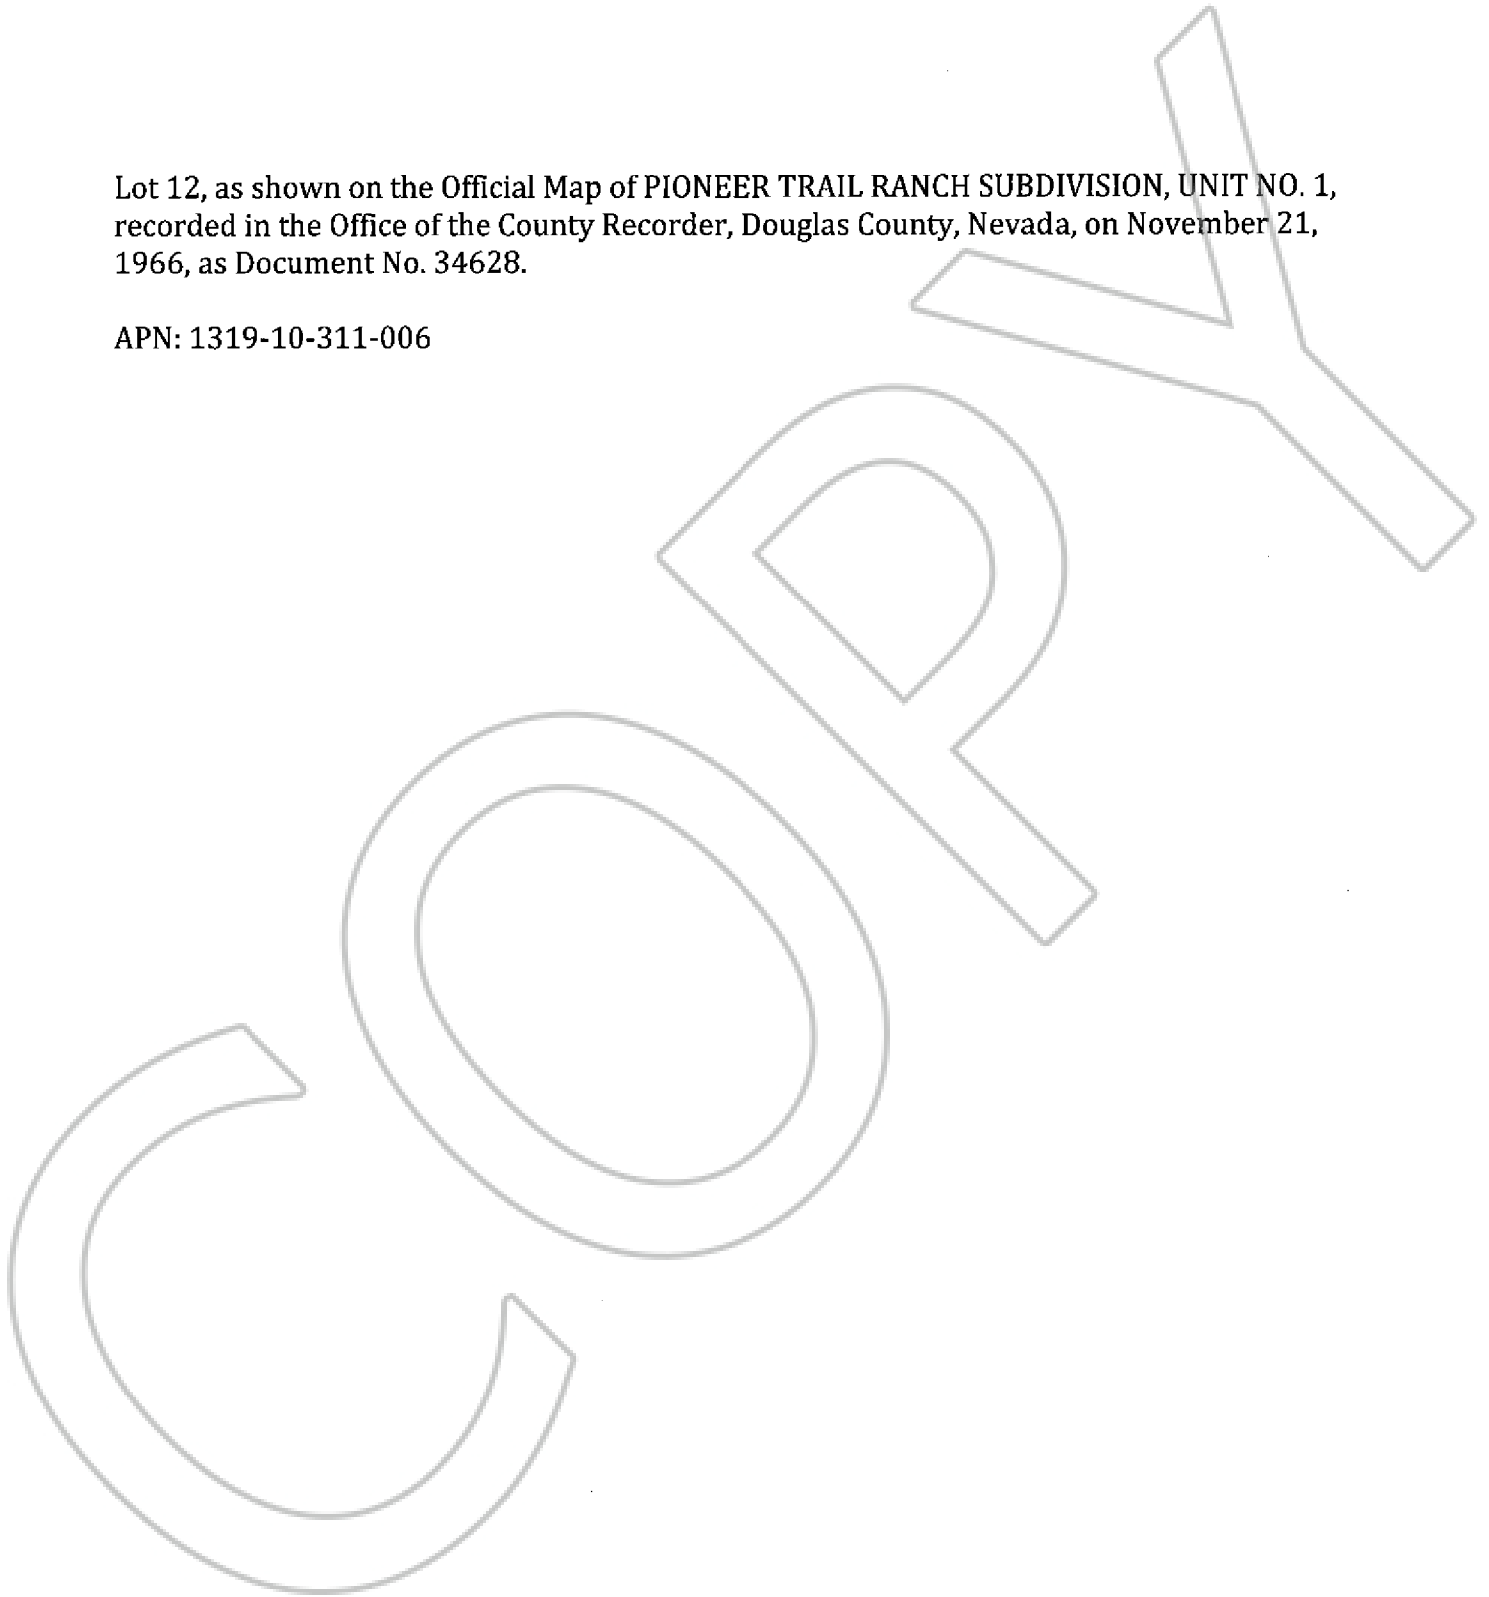 Lot 12, as shown on the Official Map of PIONEER TRAIL RANCH SUBDIVISION, UNIT NO. 1,
recorded in the Office of the County Recorder, Douglas County, Nevada, on November 21,
1966, as Document No. 34628.
APN: 1319-10-311-006
COPY